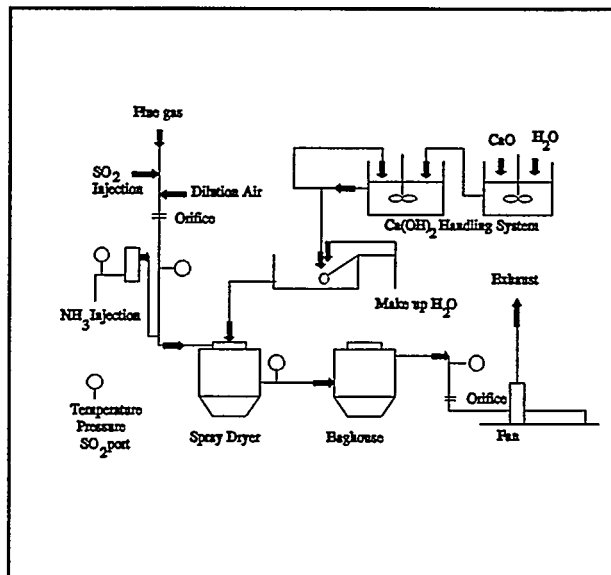 Flue gas
SO2
Injection
Dilution Air
Orifice
NH3 Injection
CaO
H2O
Ca(OH)2 Handling System
Make up H2O
Exhaust
Temperature
Pressure
SO2 port
Spray Dryer
Baghouse
Orifice
Fan